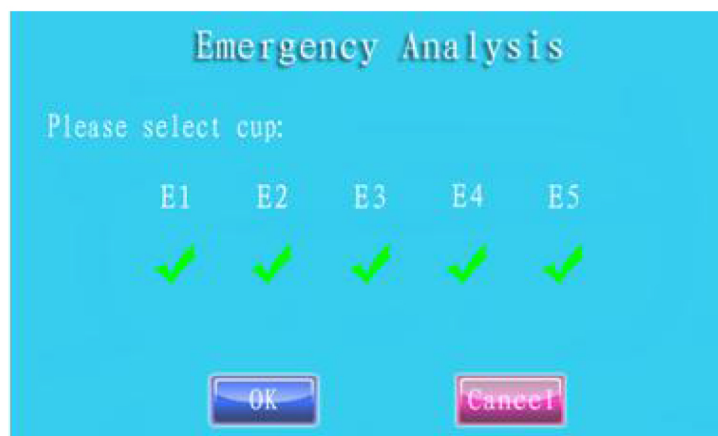 Emergency Analysis
Please select cup:
E1 E2 E3 E4 E5
OK Cancel